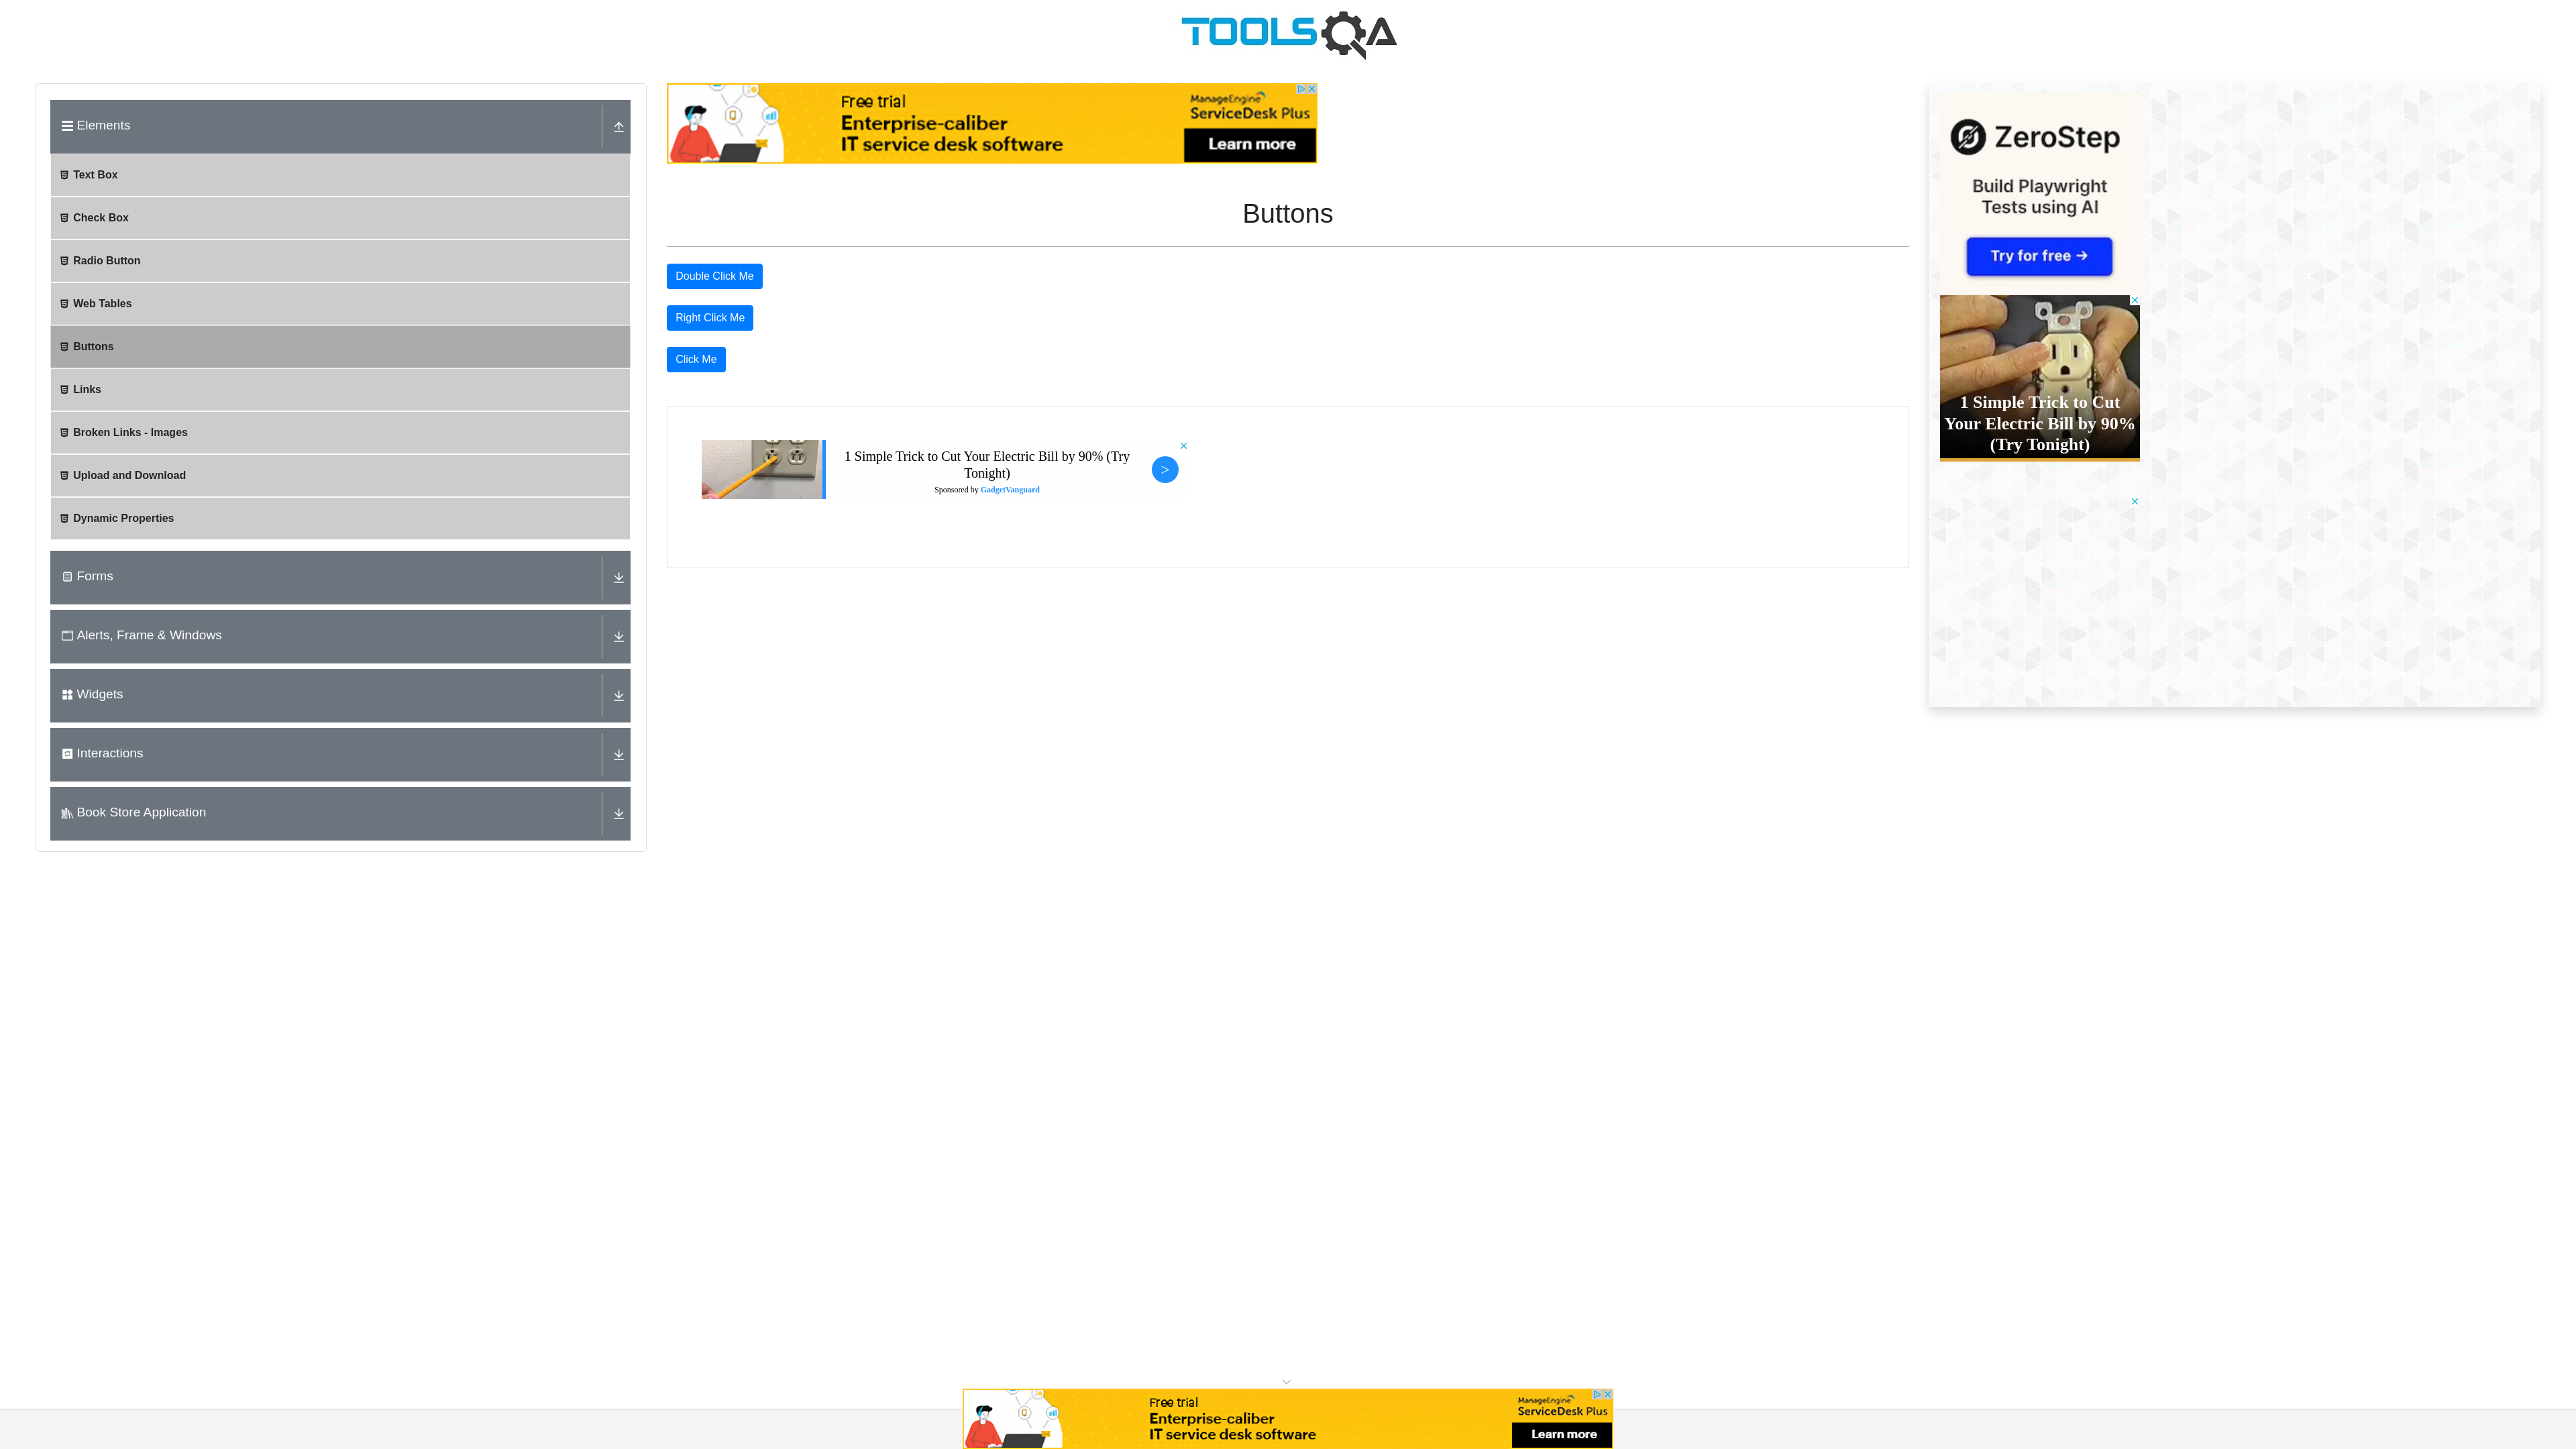 TOOLSQA
Elements
Text Box
Check Box
Radio Button
Web Tables
Buttons
Links
Broken Links - Images
Upload and Download
Dynamic Properties
Forms
Alerts, Frame & Windows
Widgets
Interactions
Book Store Application
Free trial
Enterprise-caliber
IT service desk software
ManageEngine
ServiceDesk Plus
Learn more
Buttons
Double Click Me
Right Click Me
Click Me
1 Simple Trick to Cut Your Electric Bill by 90% (Try
Tonight)
Sponsored by GadgetVanguard
>
ZeroStep
Build Playwright
Tests using AI
Try for free →
1 Simple Trick to Cut
Your Electric Bill by 90%
(Try Tonight)
Free trial
Enterprise-caliber
IT service desk software
ManageEngine
ServiceDesk Plus
Learn more